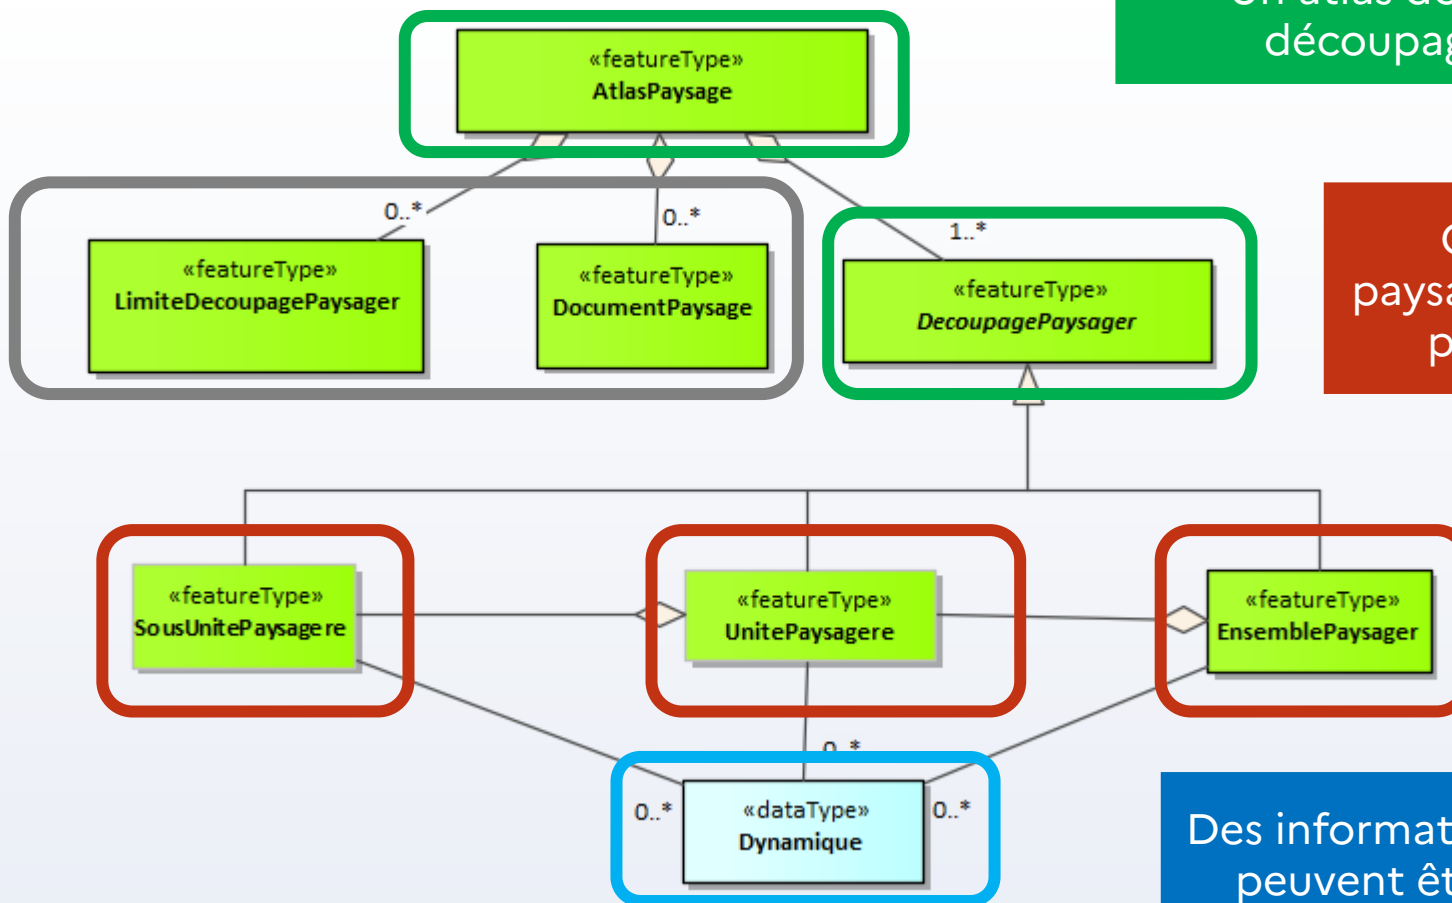 découpag
«featureType»
AtlasPaysage
0..*
0..*
1..*
«featureType»
LimiteDecoupagePaysager
«featureType»
DocumentPaysage
«featureType»
DecoupagePaysager
paysa
p
«featureType»
SousUnitePaysagere
«featureType»
UnitePaysagere
«featureType»
EnsemblePaysager
0..*
0..*
0..*
«dataType»
Dynamique
Des informat
peuvent êt